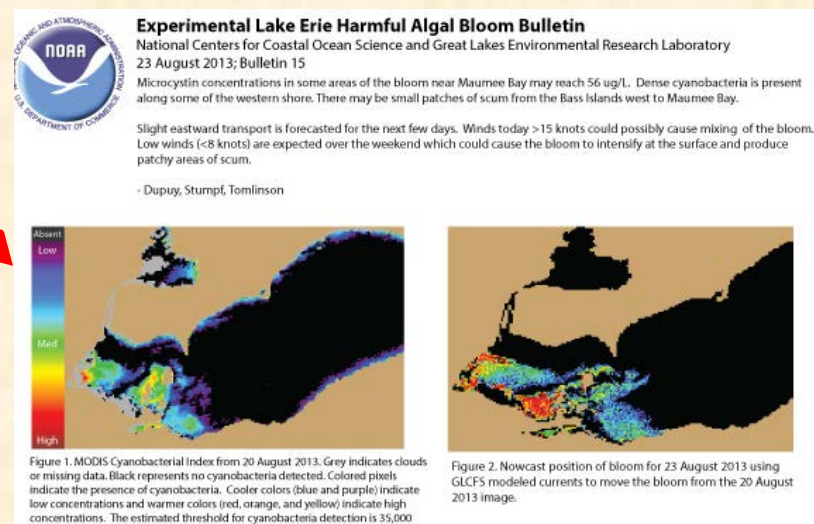 NATIONAL OCEANIC AND ATMOSPHERIC ADMINISTRATION
NOAA
U.S. DEPARTMENT OF COMMERCE
Experimental Lake Erie Harmful Algal Bloom Bulletin
National Centers for Coastal Ocean Science and Great Lakes Environmental Research Laboratory
23 August 2013; Bulletin 15
Microcystin concentrations in some areas of the bloom near Maumee Bay may reach 56 ug/L. Dense cyanobacteria is present
along some of the western shore. There may be small patches of scum from the Bass Islands west to Maumee Bay.
Slight eastward transport is forecasted for the next few days. Winds today >15 knots could possibly cause mixing of the bloom.
Low winds (<8 knots) are expected over the weekend which could cause the bloom to intensify at the surface and produce
patchy areas of scum.
- Dupuy, Stumpf, Tomlinson
Absent
Low
Med
High
Figure 1. MODIS Cyanobacterial Index from 20 August 2013. Grey indicates clouds
or missing data. Black represents no cyanobacteria detected. Colored pixels
indicate the presence of cyanobacteria. Cooler colors (blue and purple) indicate
low concentrations and warmer colors (red, orange, and yellow) indicate high
concentrations. The estimated threshold for cyanobacteria detection is 35,000
Figure 2. Nowcast position of bloom for 23 August 2013 using
GLCFS modeled currents to move the bloom from the 20 August
2013 image.